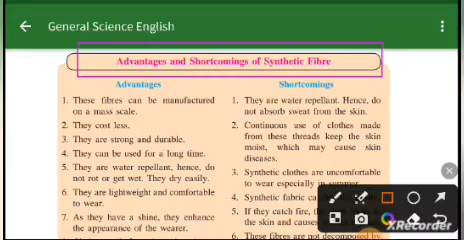 General Science English
Advantages and Shortcomings of Synthetic Fibre
Advantages
1. These fibres can be manufactured
on a mass scale.
2. They cost less.
3. They are strong and durable.
4. They can be used for a long time.
5. They are water repellant, hence, do
not rot or get wet. They dry easily.
6. They are lightweight and comfortable
to wear.
7. As they have a shine, they enhance
the appearance of the wearer.
Shortcomings
1. They are water repellant. Hence, do
not absorb sweat from the skin.
2. Continuous use of clothes made
from these threads keep the skin
moist, which may cause skin
diseases.
3. Synthetic clothes are uncomfortable
to wear especially in summer.
4. Synthetic fabric
5. If they catch fire,
the skin and causes
6. These fibres are not decomposed by
XRecorder